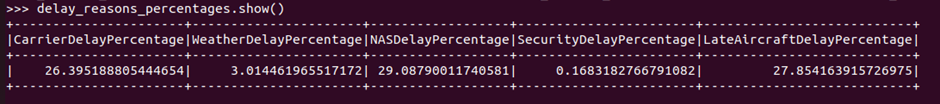 >>> delay_reasons_percentages.show()
+----------------------+----------------------+------------------+-----------------------+---------------------------+
|CarrierDelayPercentage|WeatherDelayPercentage|NASDelayPercentage|SecurityDelayPercentage|LateAircraftDelayPercentage|
+----------------------+----------------------+------------------+-----------------------+---------------------------+
|    26.395188805444654|     3.014461965517172| 29.08790011740581|     0.1683182766791082|         27.854163915726975|
+----------------------+----------------------+------------------+-----------------------+---------------------------+